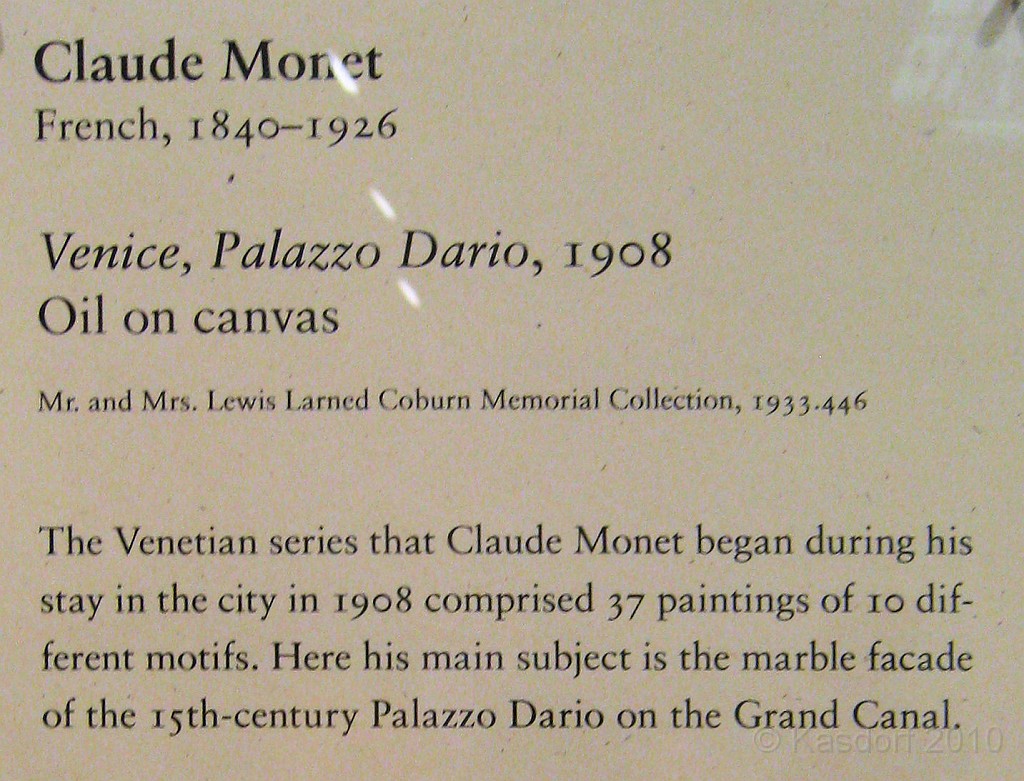 Claude Monet
French, 1840–1926
Venice, Palazzo Dario, 1908
Oil on canvas
Mr. and Mrs. Lewis Larned Coburn Memorial Collection, 1933.446
The Venetian series that Claude Monet began during his
stay in the city in 1908 comprised 37 paintings of 10 dif-
ferent motifs. Here his main subject is the marble facade
of the 15th-century Palazzo Dario on the Grand Canal.
© Kasdorf 2010